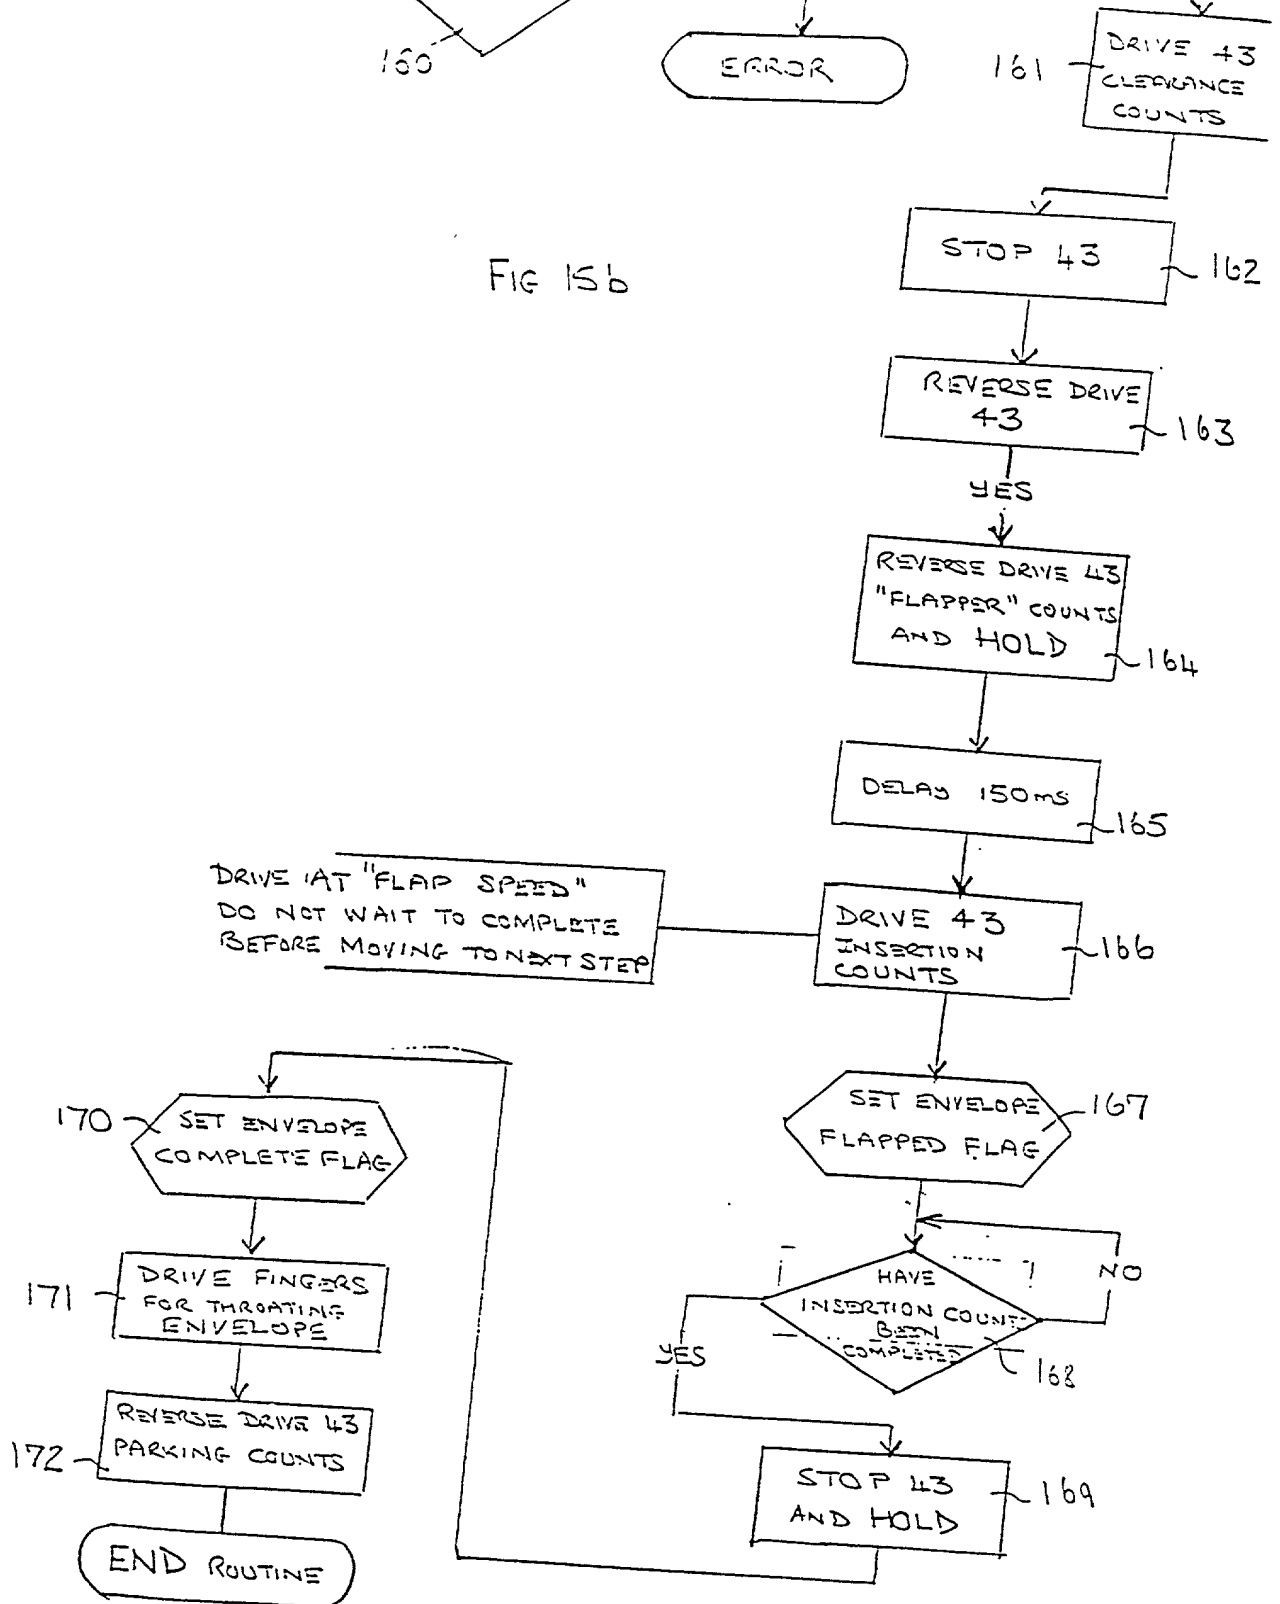 160
ERROR
161
DRIVE 43
CLEARANCE
COUNTS
STOP 43
162
FIG 15b
REVERSE DRIVE
43
163
YES
REVERSE DRIVE 43
"FLAPPER" COUNTS
AND HOLD
164
DELAY 150ms
165
DRIVE AT "FLAP SPEED"
DO NOT WAIT TO COMPLETE
BEFORE MOVING TO NEXT STEP
DRIVE 43
INSERTION
COUNTS
166
SET ENVELOPE
FLAPPED FLAG
167
HAVE
INSERTION COUNT
BEEN
COMPLETED
168
NO
YES
STOP 43
AND HOLD
169
170
SET ENVELOPE
COMPLETE FLAG
171
DRIVE FINGERS
FOR THROATING
ENVELOPE
172
REVERSE DRIVE 43
PARKING COUNTS
END ROUTINE